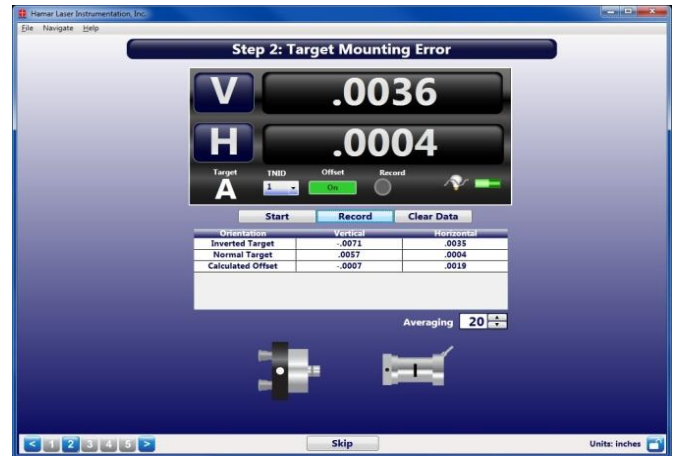 Hamar Laser Instrumentation, Inc.
File Navigate Help
Step 2: Target Mounting Error
V .0036
H .0004
Target TNID Offset Record
A 1 On
Start Record Clear Data
Orientation Vertical Horizontal
Inverted Target -.0071 .0035
Normal Target .0057 .0004
Calculated Offset -.0007 .0019
Averaging 20
< 1 2 3 4 5 > Skip Units: inches